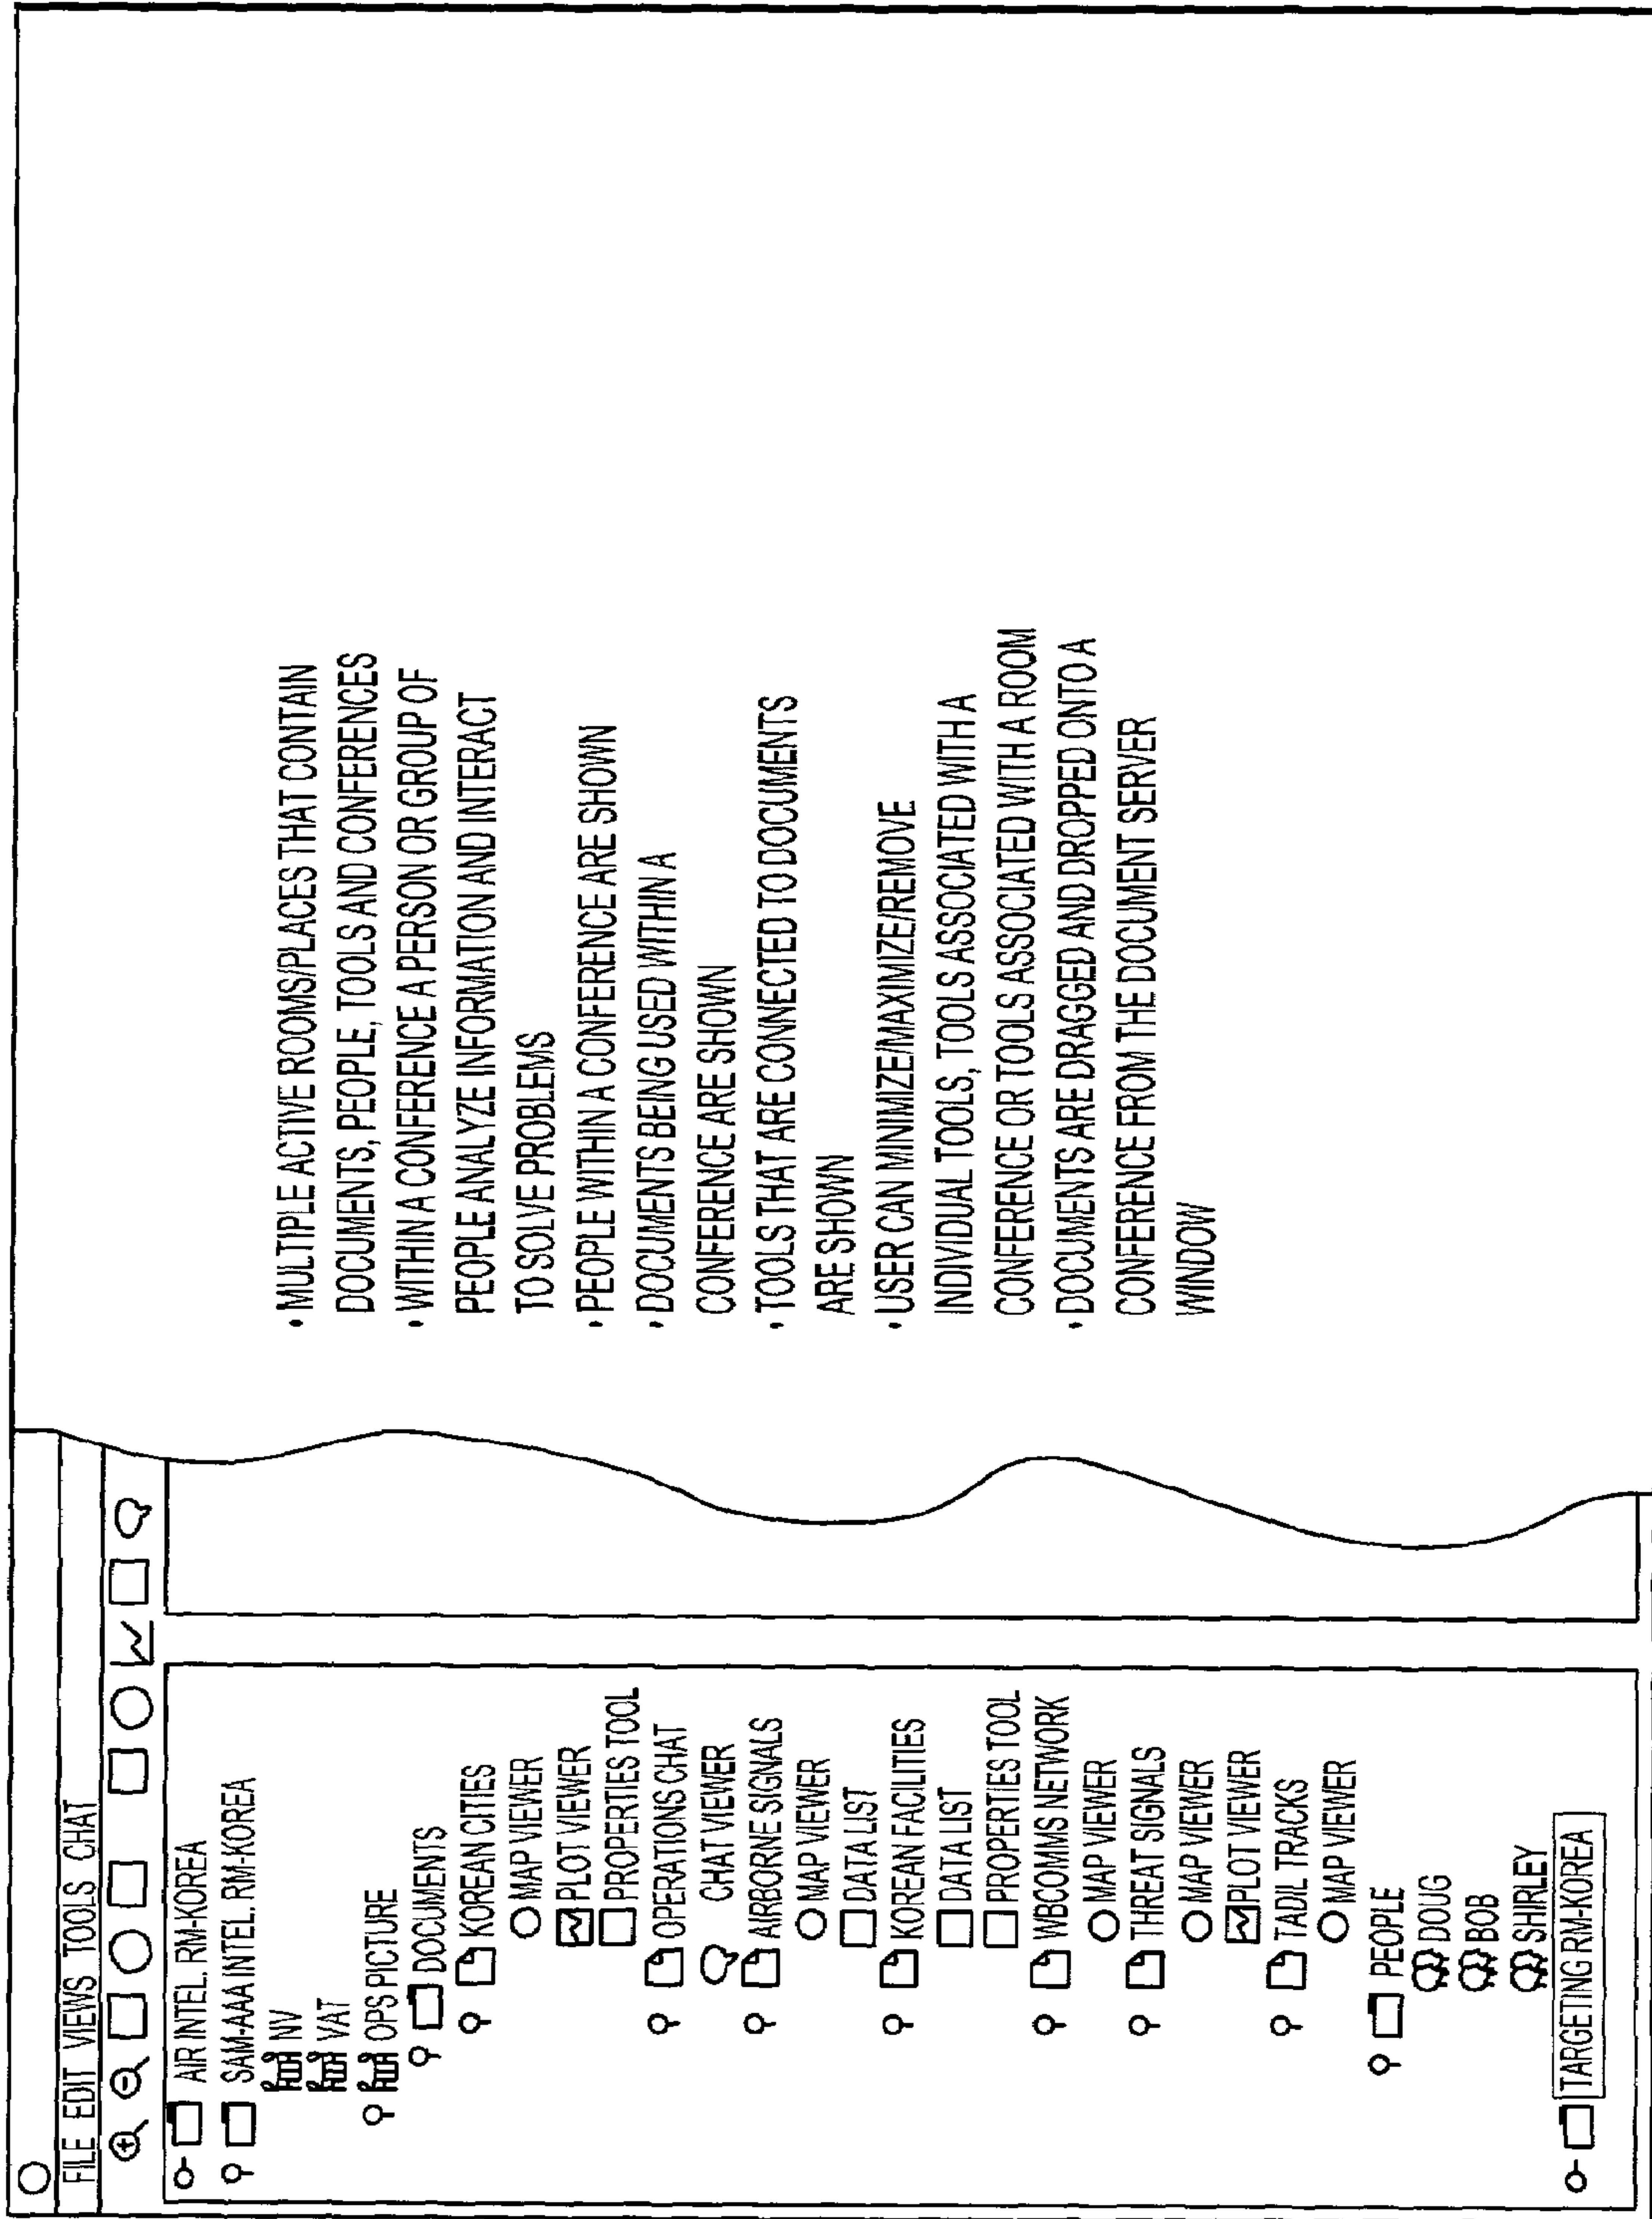 FILE EDIT VIEWS TOOLS CHAT
AIR INTEL. RM-KOREA
SAM-AAA INTEL. RM-KOREA
NV
VAT
OPS PICTURE
DOCUMENTS
KOREAN CITIES
MAP VIEWER
PLOT VIEWER
PROPERTIES TOOL
OPERATIONS CHAT
CHAT VIEWER
AIRBORNE SIGNALS
MAP VIEWER
DATA LIST
KOREAN FACILITIES
DATA LIST
PROPERTIES TOOL
WBCOMMS NETWORK
MAP VIEWER
THREAT SIGNALS
MAP VIEWER
PLOT VIEWER
TADIL TRACKS
MAP VIEWER
PEOPLE
DOUG
BOB
SHIRLEY
TARGETING RM-KOREA
• MULTIPLE ACTIVE ROOMS/PLACES THAT CONTAIN
DOCUMENTS, PEOPLE, TOOLS AND CONFERENCES
• WITHIN A CONFERENCE A PERSON OR GROUP OF
PEOPLE ANALYZE INFORMATION AND INTERACT
TO SOLVE PROBLEMS
• PEOPLE WITHIN A CONFERENCE ARE SHOWN
• DOCUMENTS BEING USED WITHIN A
CONFERENCE ARE SHOWN
• TOOLS THAT ARE CONNECTED TO DOCUMENTS
ARE SHOWN
• USER CAN MINIMIZE/MAXIMIZE/REMOVE
INDIVIDUAL TOOLS, TOOLS ASSOCIATED WITH A
CONFERENCE OR TOOLS ASSOCIATED WITH A ROOM
• DOCUMENTS ARE DRAGGED AND DROPPED ONTO A
CONFERENCE FROM THE DOCUMENT SERVER
WINDOW